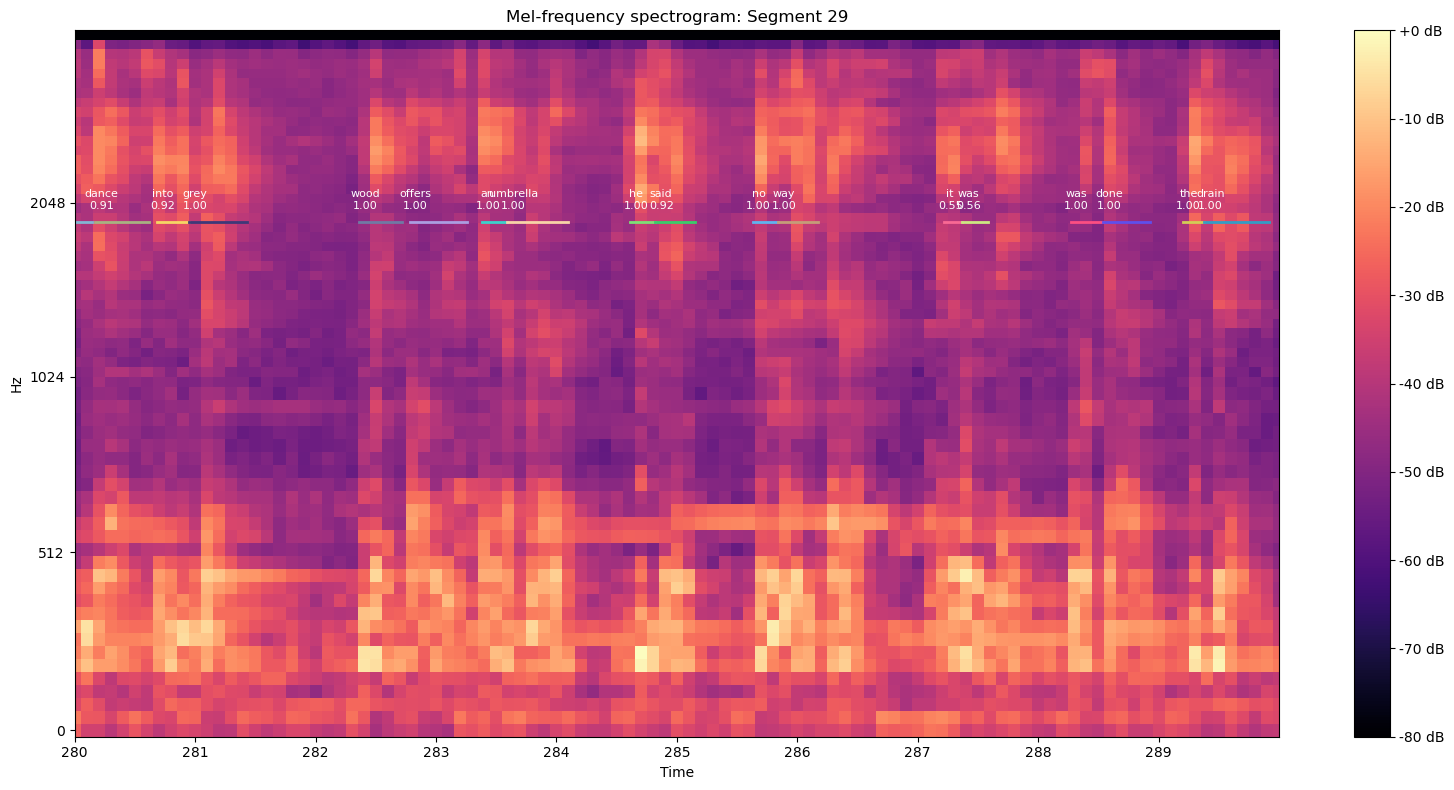 Mel-frequency spectrogram: Segment 29
+0 dB
-10 dB
-20 dB
-30 dB
-40 dB
-50 dB
-60 dB
-70 dB
-80 dB
Hz
2048
1024
512
0
dance into grey wood offers an umbrella he said no way it was was done the drain
0.91 0.92 1.00 1.00 1.00 1.00 1.00 1.00 0.92 1.00 1.00 0.55 0.56 1.00 1.00 1.00 1.00
280 281 282 283 284 285 286 287 288 289
Time